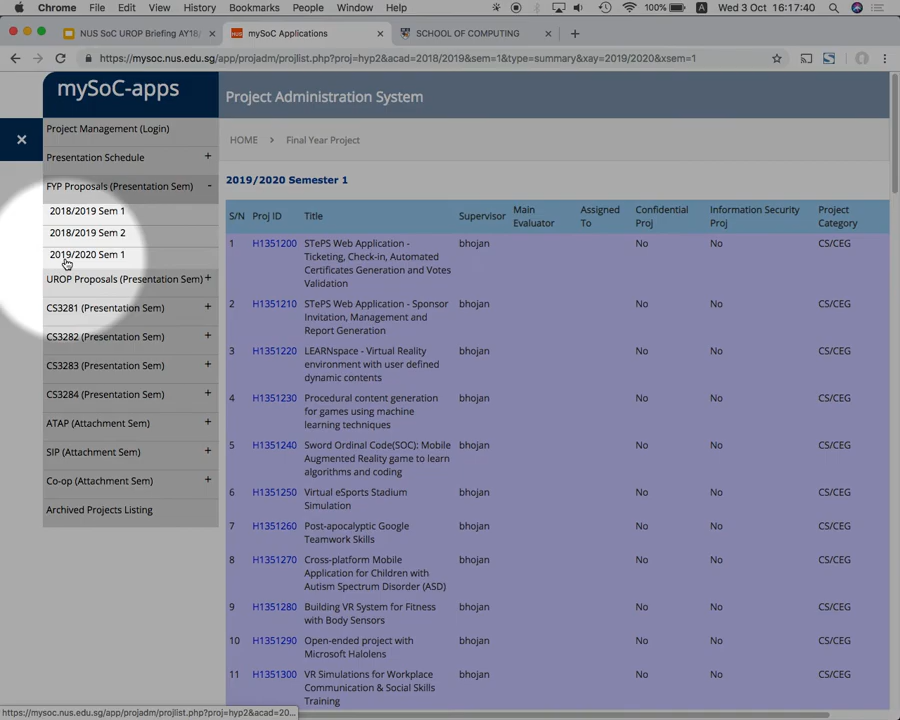 Chrome File Edit View History Bookmarks People Window Help 100% A Wed 3 Oct 16:17:40
NUS SoC UROP Briefing AY18/ × mySoC Applications × SCHOOL OF COMPUTING × +
https://mysoc.nus.edu.sg/app/projadm/projlist.php?proj=hyp2&acad=2018/2019&sem=1&type=summary&xay=2019/2020&xsem=1
mySoC-apps
Project Administration System
Project Management (Login)
Presentation Schedule +
FYP Proposals (Presentation Sem) -
2018/2019 Sem 1
2018/2019 Sem 2
2019/2020 Sem 1
UROP Proposals (Presentation Sem) +
CS3281 (Presentation Sem) +
CS3282 (Presentation Sem) +
CS3283 (Presentation Sem) +
CS3284 (Presentation Sem) +
ATAP (Attachment Sem) +
SIP (Attachment Sem) +
Co-op (Attachment Sem) +
Archived Projects Listing
HOME > Final Year Project
2019/2020 Semester 1
S/N Proj ID Title Supervisor Main Assigned Confidential Information Security Project
Evaluator To Proj Proj Category
1 H1351200 STePS Web Application - bhojan No No CS/CEG
Ticketing, Check-in, Automated
Certificates Generation and Votes
Validation
2 H1351210 STePS Web Application - Sponsor bhojan No No CS/CEG
Invitation, Management and
Report Generation
3 H1351220 LEARNspace - Virtual Reality bhojan No No CS/CEG
environment with user defined
dynamic contents
4 H1351230 Procedural content generation bhojan No No CS/CEG
for games using machine
learning techniques
5 H1351240 Sword Ordinal Code(SOC): Mobile bhojan No No CS/CEG
Augmented Reality game to learn
algorithms and coding
6 H1351250 Virtual eSports Stadium bhojan No No CS/CEG
Simulation
7 H1351260 Post-apocalyptic Google bhojan No No CS/CEG
Teamwork Skills
8 H1351270 Cross-platform Mobile bhojan No No CS/CEG
Application for Children with
Autism Spectrum Disorder (ASD)
9 H1351280 Building VR System for Fitness bhojan No No CS/CEG
with Body Sensors
10 H1351290 Open-ended project with bhojan No No CS/CEG
Microsoft Halolens
11 H1351300 VR Simulations for Workplace bhojan No No CS/CEG
Communication & Social Skills
Training
https://mysoc.nus.edu.sg/app/projadm/projlist.php?proj=hyp2&acad=20...